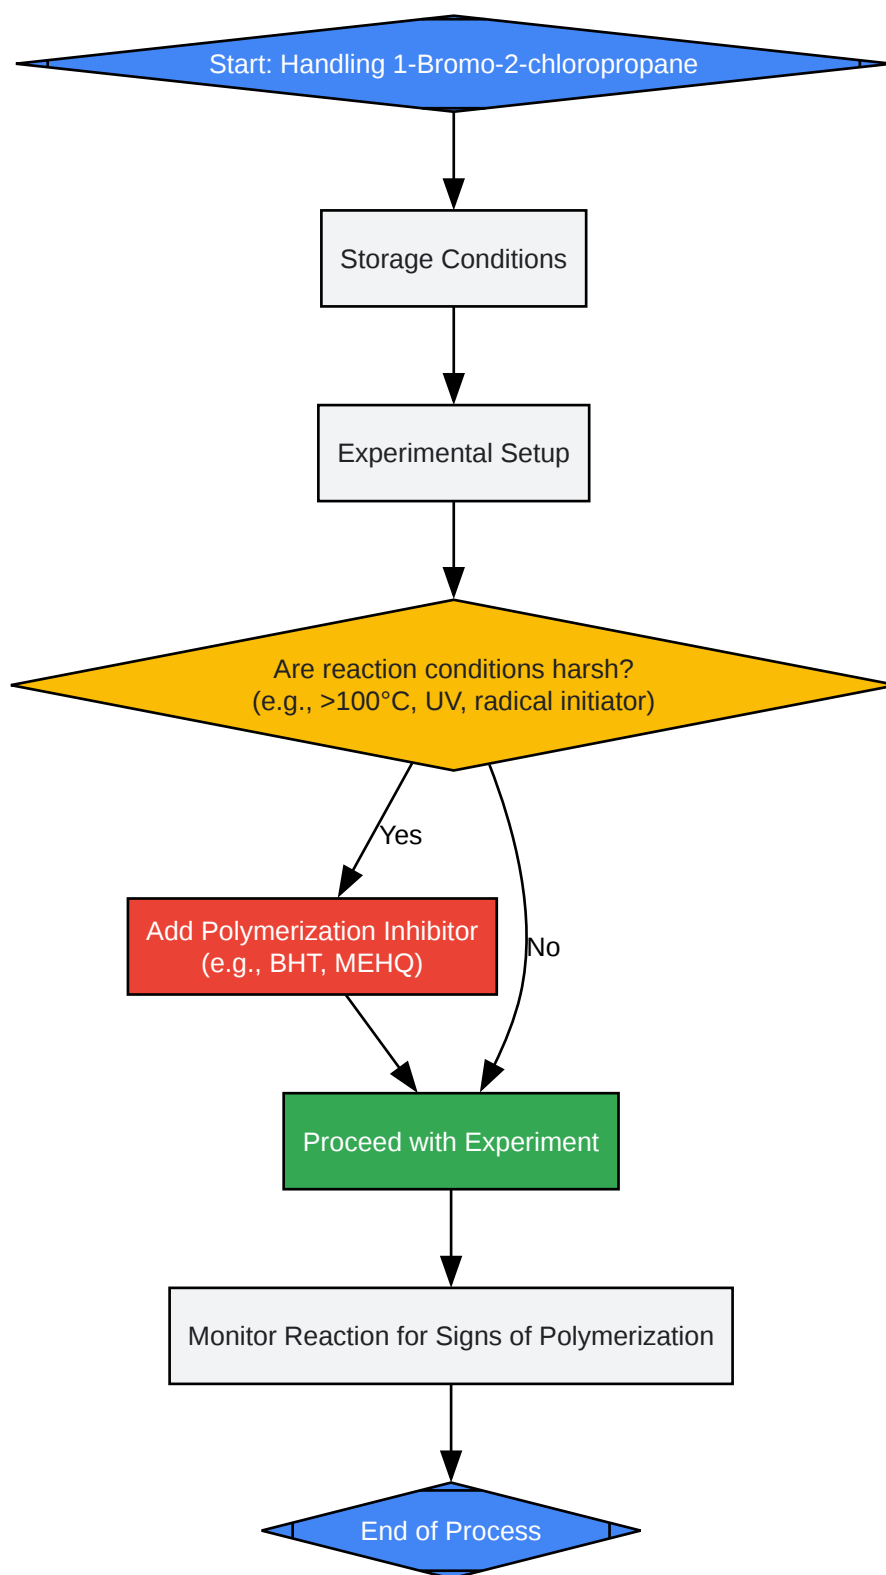 Start: Handling 1-Bromo-2-chloropropane
Storage Conditions
Experimental Setup
Are reaction conditions harsh?
(e.g., >100°C, UV, radical initiator)
Yes
Add Polymerization Inhibitor
(e.g., BHT, MEHQ)
No
Proceed with Experiment
Monitor Reaction for Signs of Polymerization
End of Process